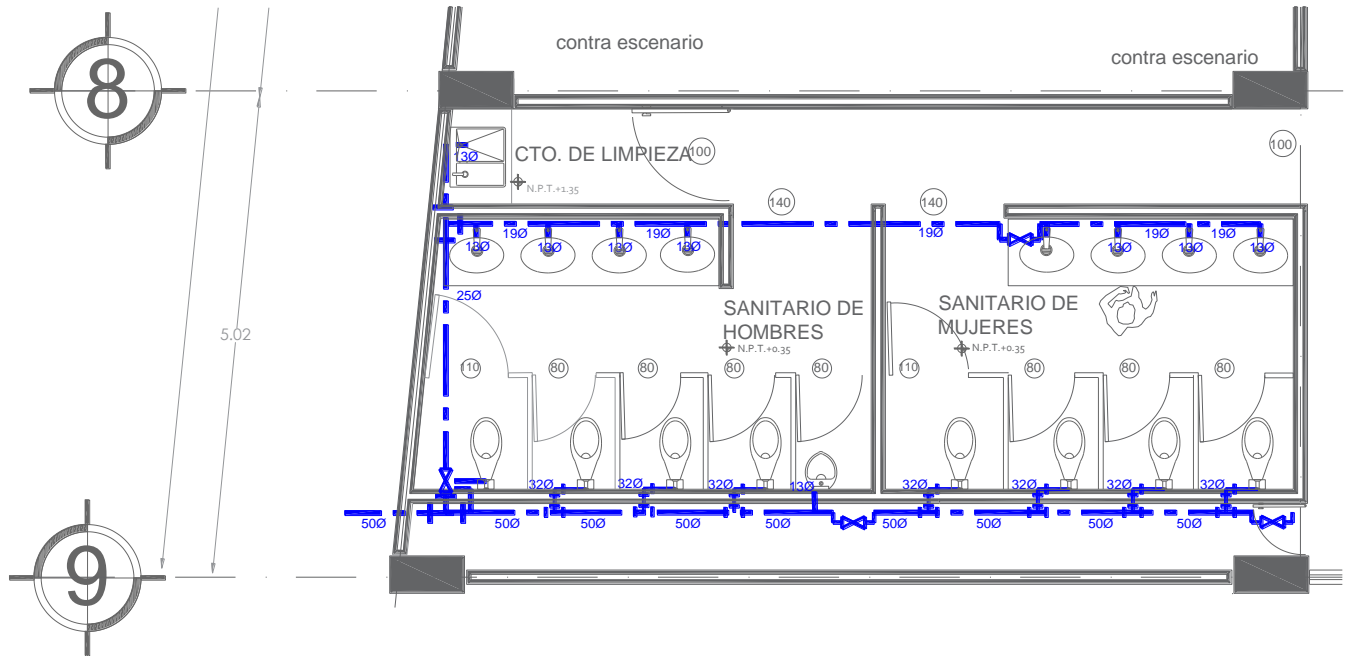 contra escenario
contra escenario
8
13Ø
CTO. DE LIMPIEZA
100
100
N.P.T.+1.35
140
140
19Ø
19Ø
19Ø
19Ø
19Ø
13Ø
13Ø
13Ø
13Ø
13Ø
13Ø
13Ø
25Ø
SANITARIO DE
HOMBRES
N.P.T.+0.35
SANITARIO DE
MUJERES
N.P.T.+0.35
5.02
110
80
80
80
80
110
80
80
80
32Ø
32Ø
32Ø
13Ø
32Ø
32Ø
32Ø
32Ø
50Ø
50Ø
50Ø
50Ø
50Ø
50Ø
50Ø
50Ø
50Ø
9